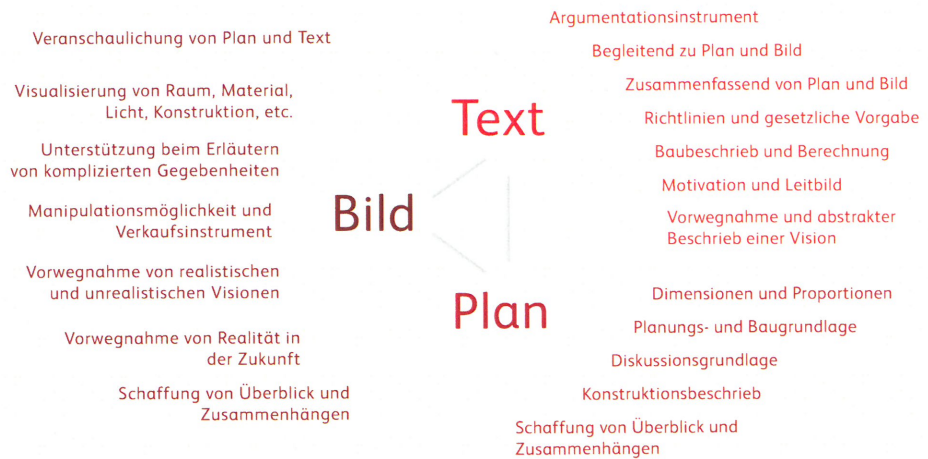 Veranschaulichung von Plan und Text
Visualisierung von Raum, Material,
Licht, Konstruktion, etc.
Unterstützung beim Erläutern
von komplizierten Gegebenheiten
Manipulationsmöglichkeit und
Verkaufsinstrument
Vorwegnahme von realistischen
und unrealistischen Visionen
Vorwegnahme von Realität in
der Zukunft
Schaffung von Überblick und
Zusammenhängen
Bild
Text
Plan
Argumentationsinstrument
Begleitend zu Plan und Bild
Zusammenfassend von Plan und Bild
Richtlinien und gesetzliche Vorgabe
Baubeschrieb und Berechnung
Motivation und Leitbild
Vorwegnahme und abstrakter
Beschrieb einer Vision
Dimensionen und Proportionen
Planungs- und Baugrundlage
Diskussionsgrundlage
Konstruktionsbeschrieb
Schaffung von Überblick und
Zusammenhängen